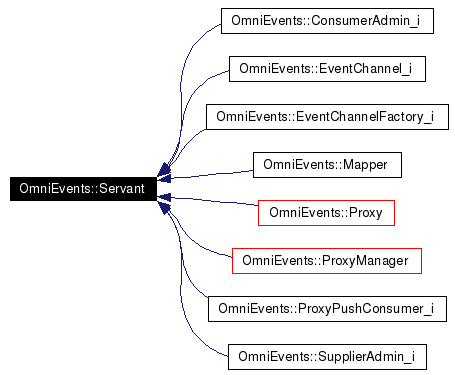 OmniEvents::ConsumerAdmin_i
OmniEvents::EventChannel_i
OmniEvents::EventChannelFactory_i
OmniEvents::Mapper
OmniEvents::Servant
OmniEvents::Proxy
OmniEvents::ProxyManager
OmniEvents::ProxyPushConsumer_i
OmniEvents::SupplierAdmin_i